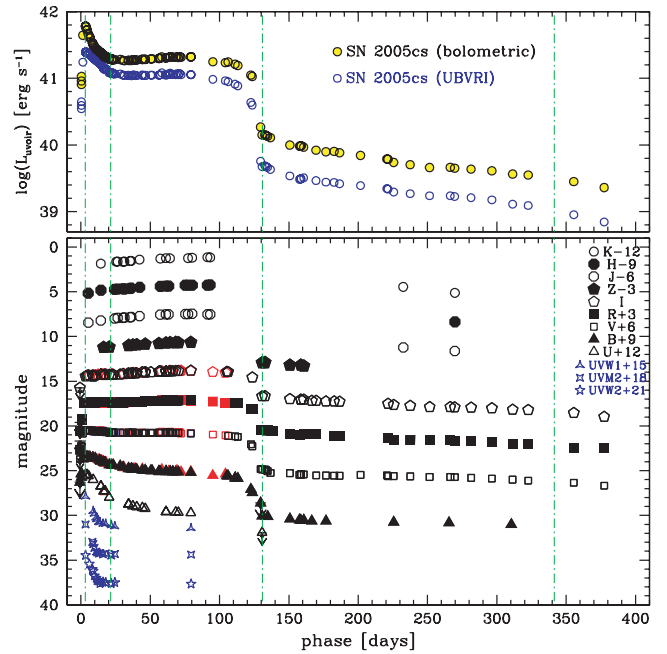 42
41
40
39
log(L_uvoir) [erg s⁻¹]
SN 2005cs (bolometric)
SN 2005cs (UBVRI)
0
5
10
15
20
25
30
35
40
magnitude
K−12
H−9
J−6
Z−3
I
R+3
V+6
B+9
U+12
UVW1+15
UVM2+18
UVW2+21
0 50 100 150 200 250 300 350 400
phase [days]